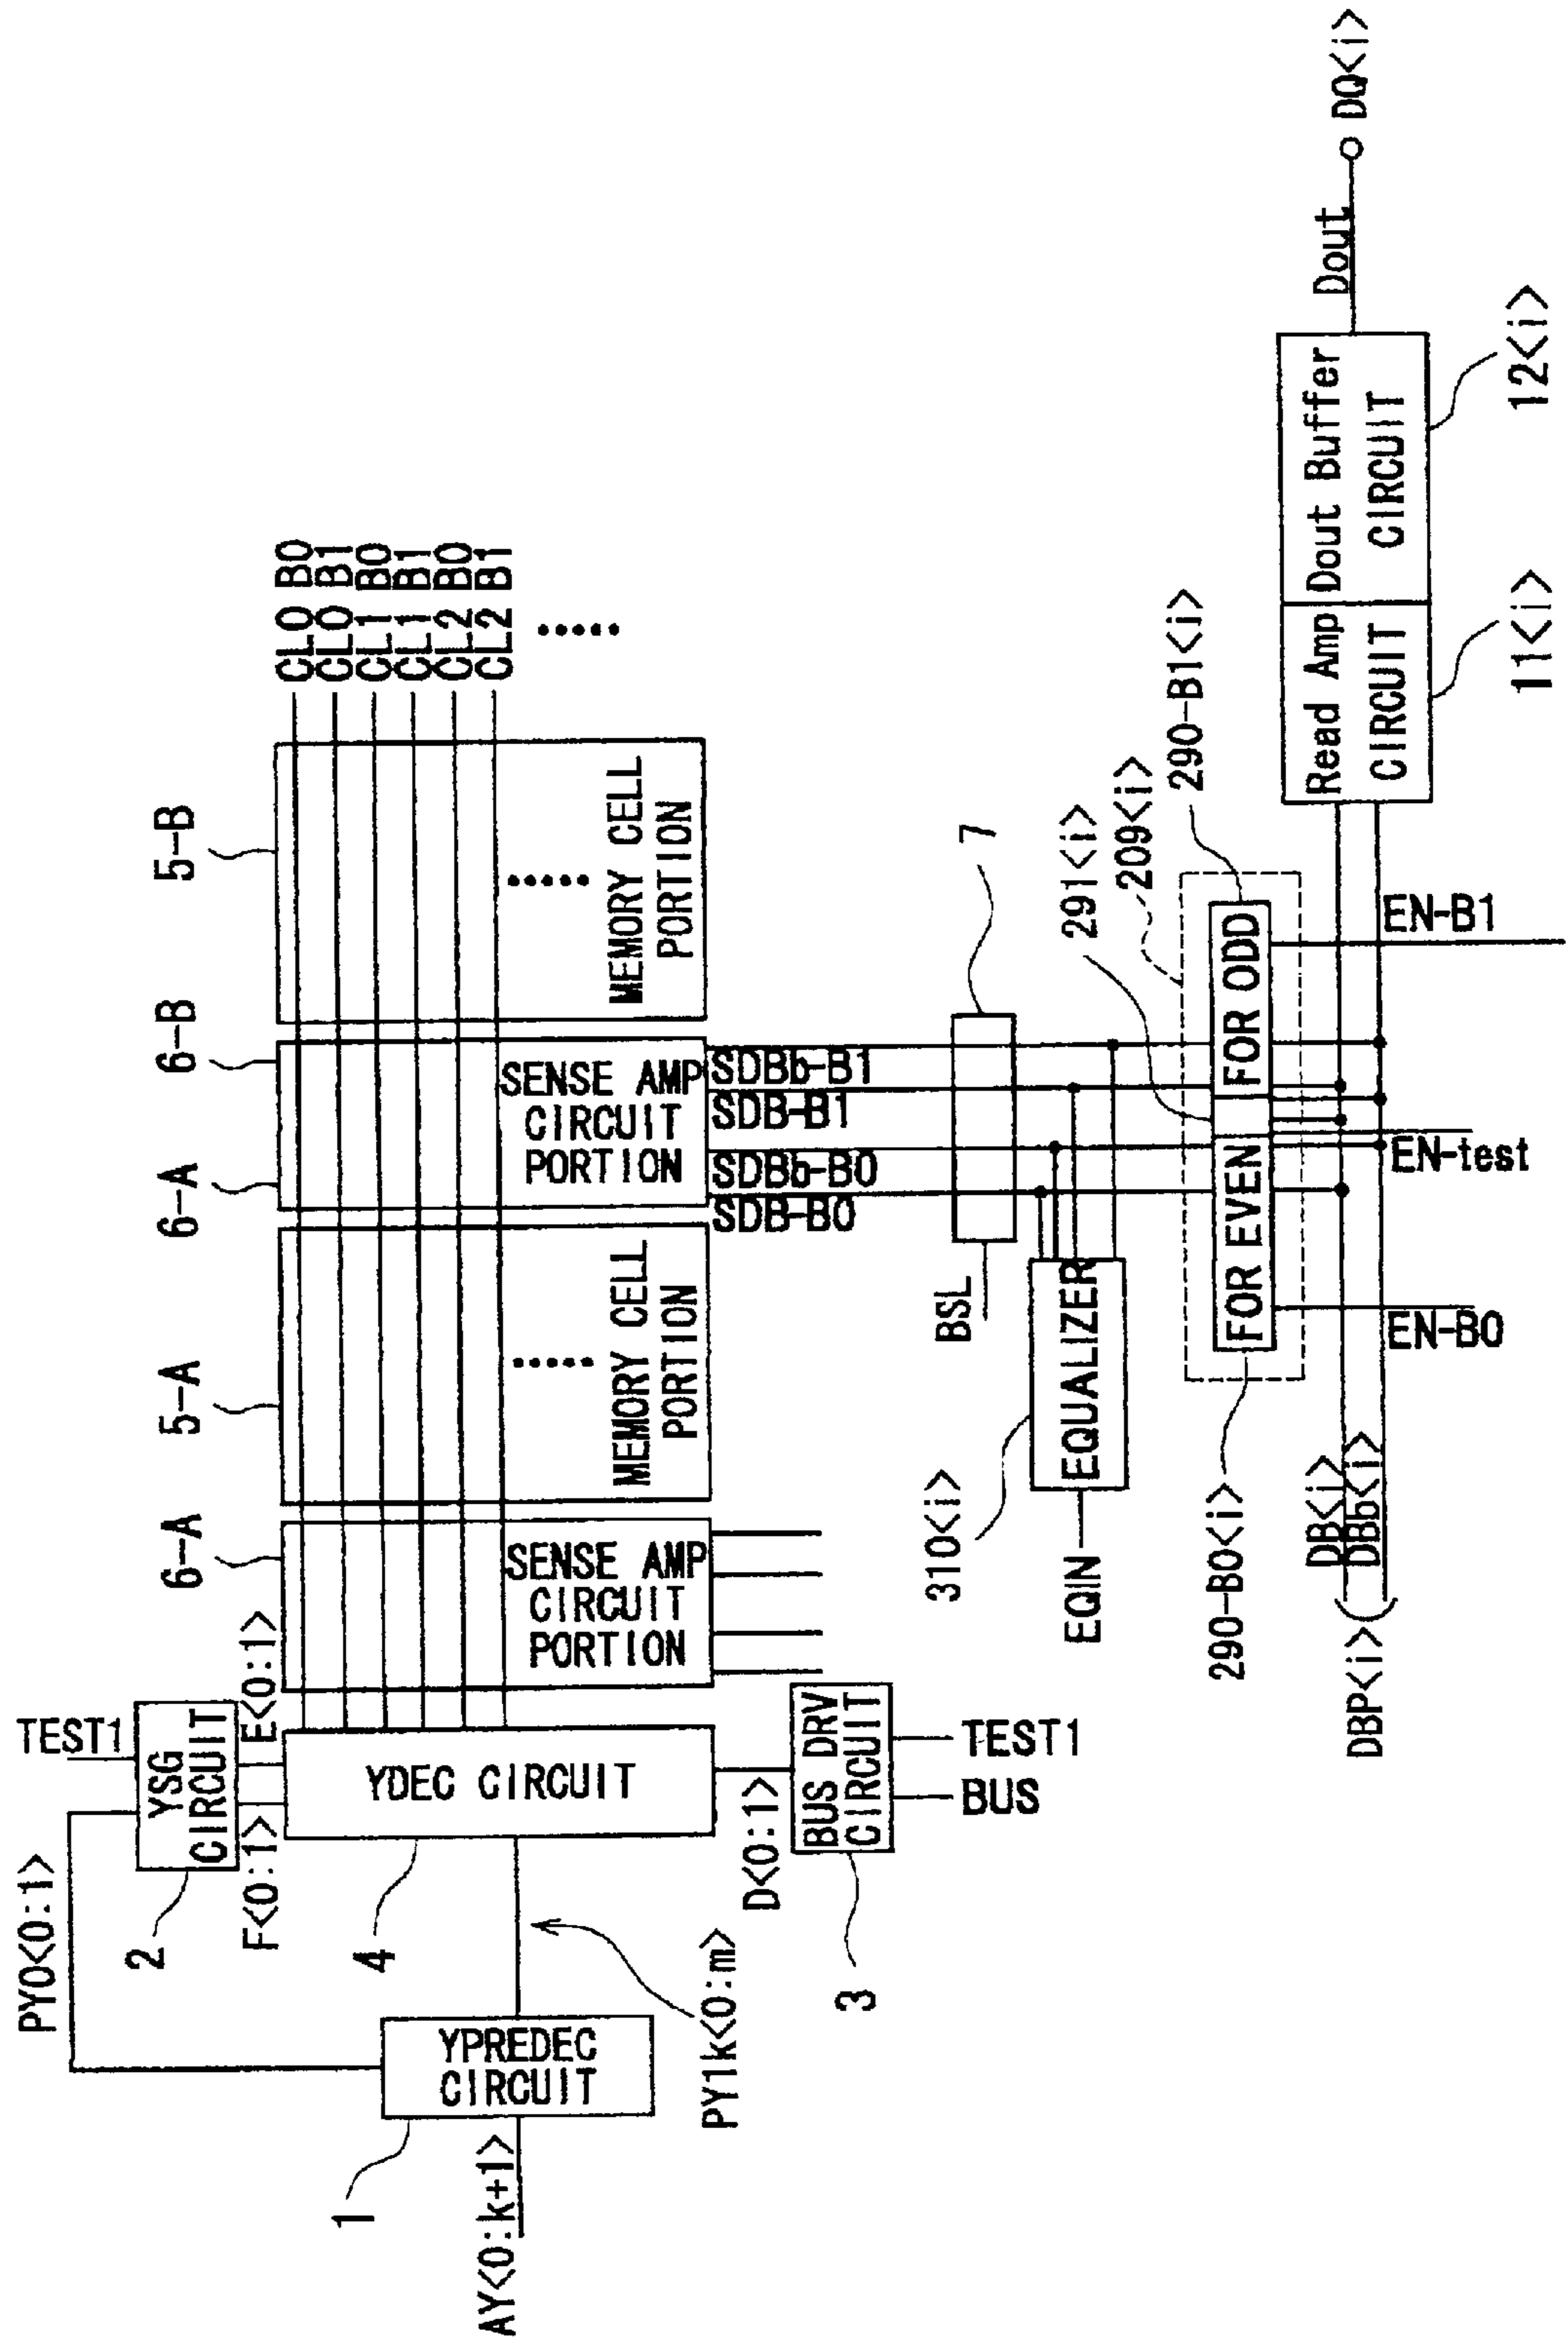 PY0<0:1>
TEST1
2
YSG
CIRCUIT
F<0:1>
E<0:1>
1
YPREDEC
CIRCUIT
AY<0:k+1>
PY1k<0:m>
4
YDEC CIRCUIT
D<0:1>
3
BUS DRV
CIRCUIT
BUS
TEST1
6-A
SENSE AMP
CIRCUIT
PORTION
5-A
MEMORY CELL
PORTION
6-A
6-B
SENSE AMP
CIRCUIT
PORTION
5-B
MEMORY CELL
PORTION
CL0 B0
CL0 B1
CL1 B0
CL1 B1
CL2 B0
CL2 B1
SDBb-B1
SDB-B1
SDBb-B0
SDB-B0
BSL
7
310<i>
EQIN
EQUALIZER
291<i>
209<i>
290-B1<i>
290-B0<i>
FOR EVEN
FOR ODD
DBP<i>
DB<i>
DBb<i>
EN-B0
EN-test
EN-B1
Read Amp
CIRCUIT
11<i>
Dout Buffer
CIRCUIT
12<i>
Dout
DQ<i>